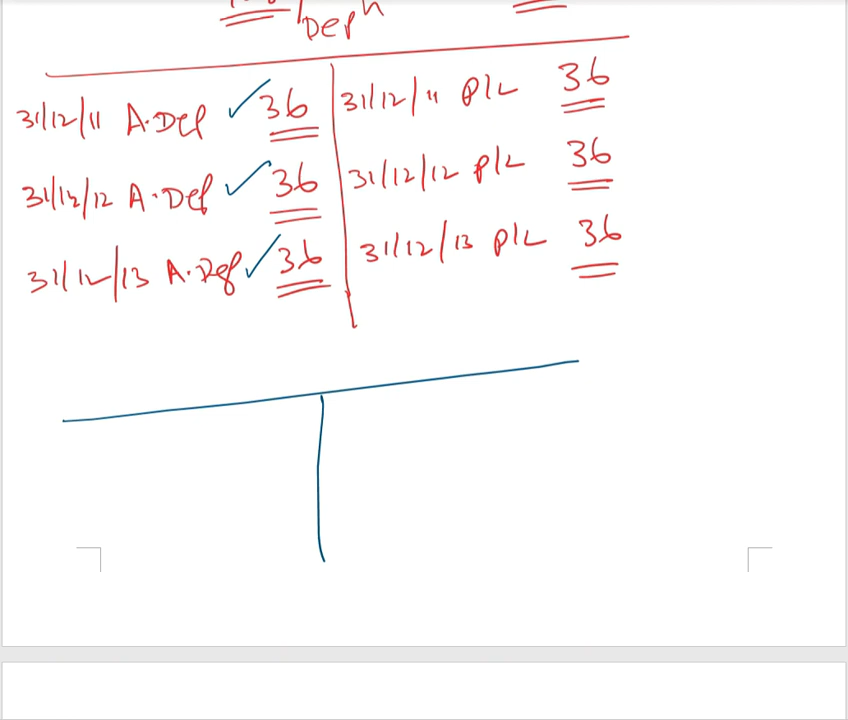 Deph
31/12/11 A.Dep ✓36 31/12/11 P/L 36
31/12/12 A.Dep ✓36 31/12/12 P/L 36
31/12/13 A.Dep ✓36 31/12/13 P/L 36